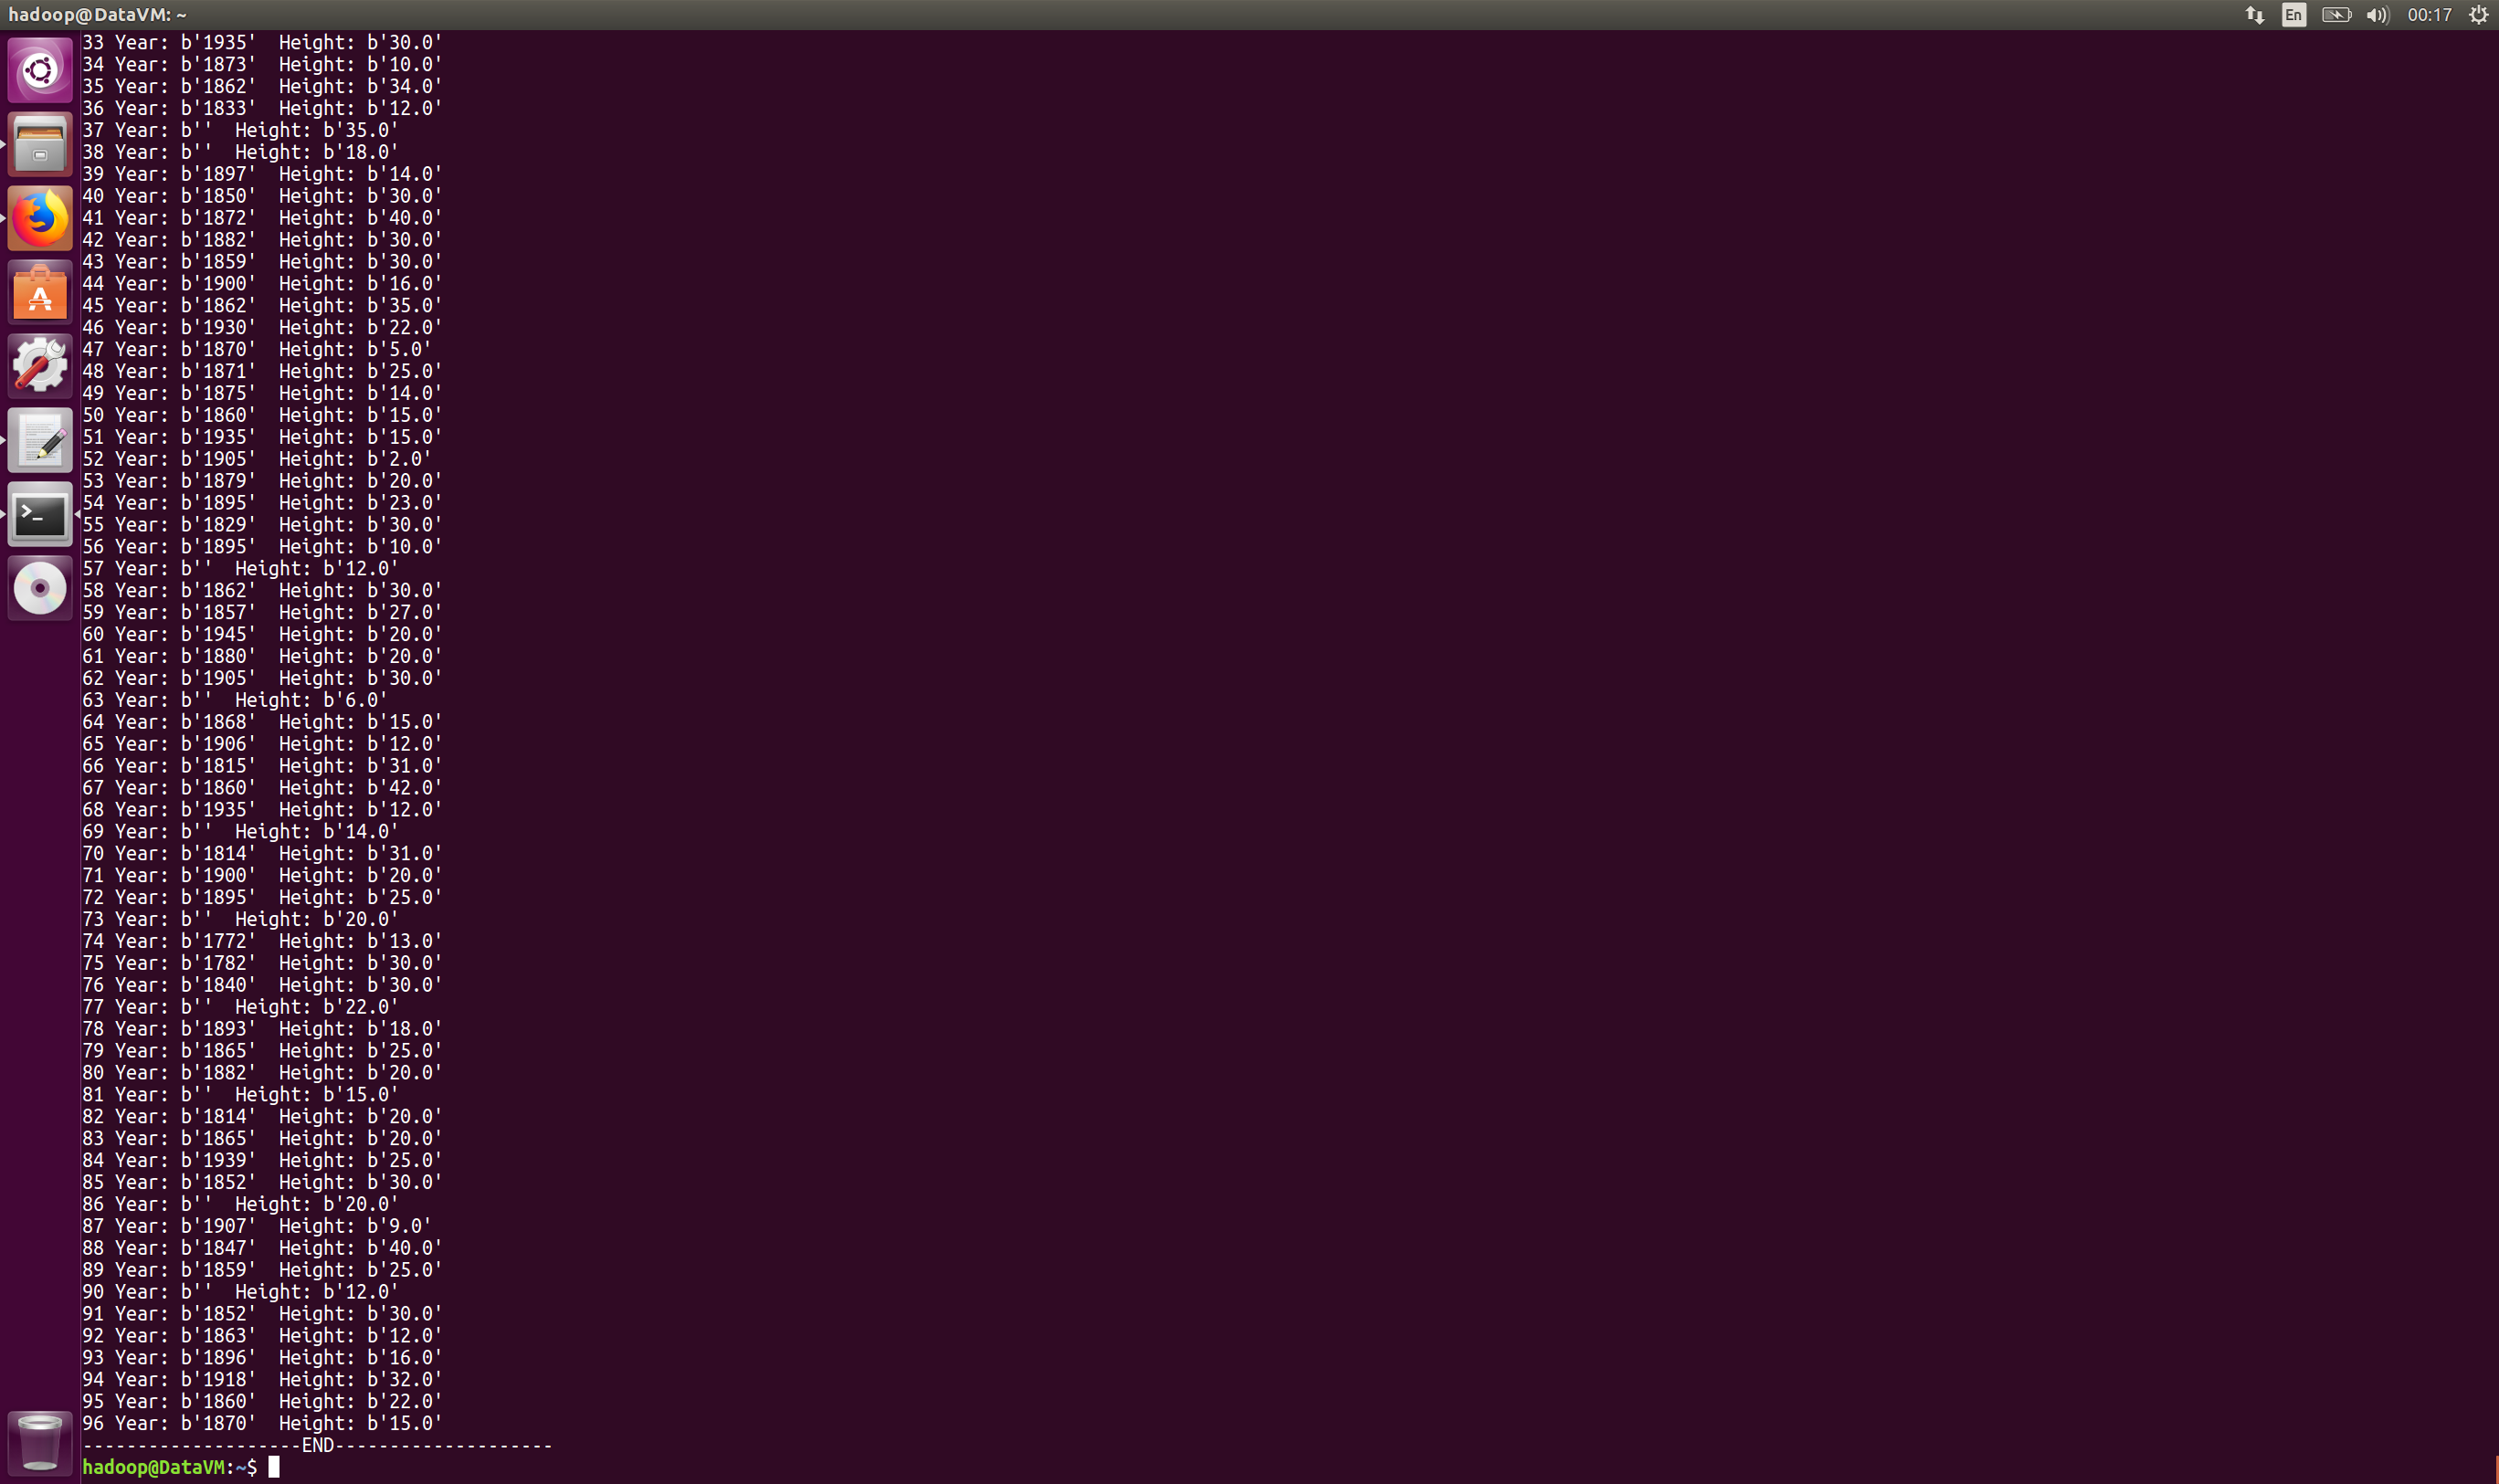 hadoop@DataVM: ~
En
00:17
33 Year: b'1935'  Height: b'30.0'
34 Year: b'1873'  Height: b'10.0'
35 Year: b'1862'  Height: b'34.0'
36 Year: b'1833'  Height: b'12.0'
37 Year: b''  Height: b'35.0'
38 Year: b''  Height: b'18.0'
39 Year: b'1897'  Height: b'14.0'
40 Year: b'1850'  Height: b'30.0'
41 Year: b'1872'  Height: b'40.0'
42 Year: b'1882'  Height: b'30.0'
43 Year: b'1859'  Height: b'30.0'
44 Year: b'1900'  Height: b'16.0'
45 Year: b'1862'  Height: b'35.0'
46 Year: b'1930'  Height: b'22.0'
47 Year: b'1870'  Height: b'5.0'
48 Year: b'1871'  Height: b'25.0'
49 Year: b'1875'  Height: b'14.0'
50 Year: b'1860'  Height: b'15.0'
51 Year: b'1935'  Height: b'15.0'
52 Year: b'1905'  Height: b'2.0'
53 Year: b'1879'  Height: b'20.0'
54 Year: b'1895'  Height: b'23.0'
55 Year: b'1829'  Height: b'30.0'
56 Year: b'1895'  Height: b'10.0'
57 Year: b''  Height: b'12.0'
58 Year: b'1862'  Height: b'30.0'
59 Year: b'1857'  Height: b'27.0'
60 Year: b'1945'  Height: b'20.0'
61 Year: b'1880'  Height: b'20.0'
62 Year: b'1905'  Height: b'30.0'
63 Year: b''  Height: b'6.0'
64 Year: b'1868'  Height: b'15.0'
65 Year: b'1906'  Height: b'12.0'
66 Year: b'1815'  Height: b'31.0'
67 Year: b'1860'  Height: b'42.0'
68 Year: b'1935'  Height: b'12.0'
69 Year: b''  Height: b'14.0'
70 Year: b'1814'  Height: b'31.0'
71 Year: b'1900'  Height: b'20.0'
72 Year: b'1895'  Height: b'25.0'
73 Year: b''  Height: b'20.0'
74 Year: b'1772'  Height: b'13.0'
75 Year: b'1782'  Height: b'30.0'
76 Year: b'1840'  Height: b'30.0'
77 Year: b''  Height: b'22.0'
78 Year: b'1893'  Height: b'18.0'
79 Year: b'1865'  Height: b'25.0'
80 Year: b'1882'  Height: b'20.0'
81 Year: b''  Height: b'15.0'
82 Year: b'1814'  Height: b'20.0'
83 Year: b'1865'  Height: b'20.0'
84 Year: b'1939'  Height: b'25.0'
85 Year: b'1852'  Height: b'30.0'
86 Year: b''  Height: b'20.0'
87 Year: b'1907'  Height: b'9.0'
88 Year: b'1847'  Height: b'40.0'
89 Year: b'1859'  Height: b'25.0'
90 Year: b''  Height: b'12.0'
91 Year: b'1852'  Height: b'30.0'
92 Year: b'1863'  Height: b'12.0'
93 Year: b'1896'  Height: b'16.0'
94 Year: b'1918'  Height: b'32.0'
95 Year: b'1860'  Height: b'22.0'
96 Year: b'1870'  Height: b'15.0'
--------------------END--------------------
hadoop@DataVM:~$